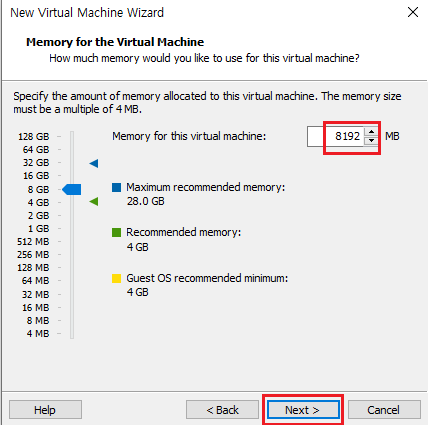 New Virtual Machine Wizard
Memory for the Virtual Machine
How much memory would you like to use for this virtual machine?
Specify the amount of memory allocated to this virtual machine. The memory size
must be a multiple of 4 MB.
Memory for this virtual machine: 8192 MB
128 GB
64 GB
32 GB
16 GB
8 GB
4 GB
2 GB
1 GB
512 MB
256 MB
128 MB
64 MB
32 MB
16 MB
8 MB
4 MB
Maximum recommended memory:
28.0 GB
Recommended memory:
4 GB
Guest OS recommended minimum:
4 GB
Help
< Back
Next >
Cancel